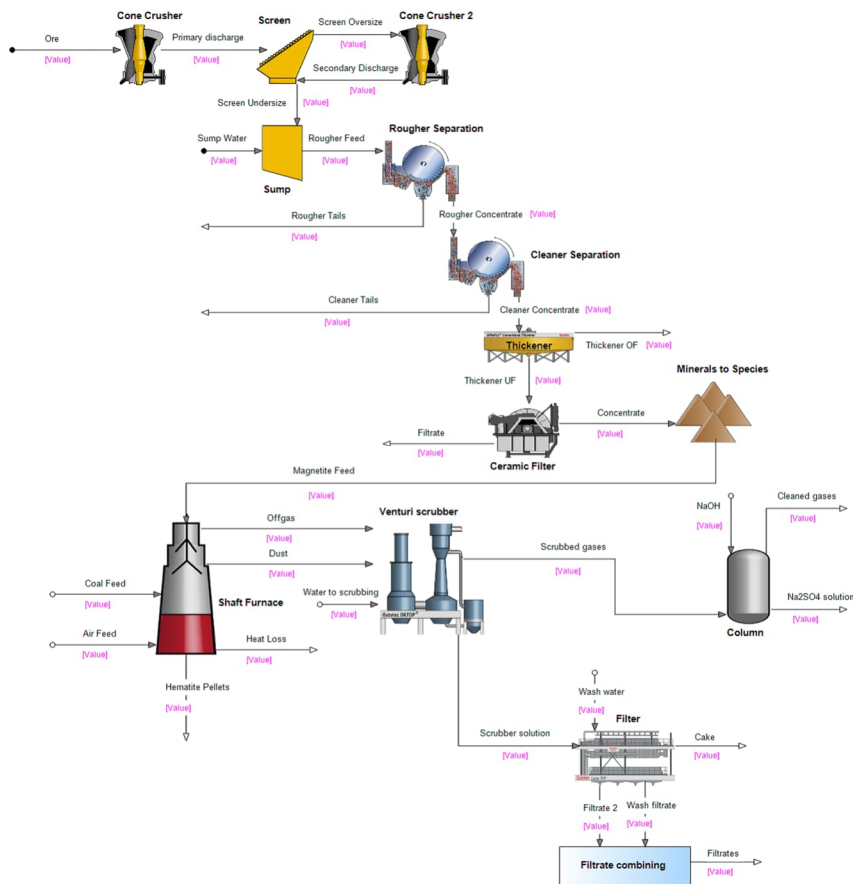 Cone Crusher
Screen
Screen Oversize
Cone Crusher 2
Ore
[Value]
Primary discharge
[Value]
[Value]
Secondary Discharge
[Value]
Screen Undersize
[Value]
Sump Water
[Value]
Rougher Feed
[Value]
Rougher Separation
Sump
Rougher Tails
[Value]
Rougher Concentrate
[Value]
Cleaner Separation
Cleaner Tails
[Value]
Cleaner Concentrate
[Value]
Thickener
Thickener OF
[Value]
Thickener UF
[Value]
Minerals to Species
Filtrate
[Value]
Concentrate
[Value]
Ceramic Filter
Magnetite Feed
[Value]
Offgas
[Value]
Venturi scrubber
NaOH
[Value]
Cleaned gases
[Value]
Dust
[Value]
Scrubbed gases
[Value]
Coal Feed
[Value]
Shaft Furnace
Water to scrubbing
[Value]
Na2SO4 solution
[Value]
Air Feed
[Value]
Heat Loss
[Value]
Column
Hematite Pellets
[Value]
Wash water
[Value]
Filter
Scrubber solution
[Value]
Cake
[Value]
Filtrate 2
[Value]
Wash filtrate
[Value]
Filtrate combining
Filtrates
[Value]